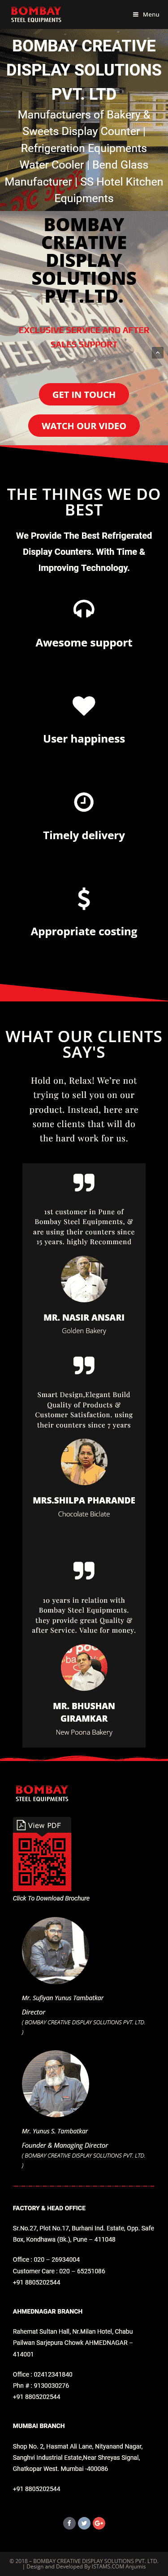 BOMBAY
STEEL EQUIPMENTS
Menu
BOMBAY CREATIVE
DISPLAY SOLUTIONS
PVT. LTD
Manufacturers of Bakery &
Sweets Display Counter |
Refrigeration Equipments
Water Cooler | Bend Glass
Manufacturer | SS Hotel Kitchen
Equipments
BOMBAY
CREATIVE
DISPLAY
SOLUTIONS
PVT.LTD.
EXCLUSIVE SERVICE AND AFTER
SALES SUPPORT
GET IN TOUCH
WATCH OUR VIDEO
THE THINGS WE DO
BEST
We Provide The Best Refrigerated
Display Counters. With Time &
Improving Technology.
Awesome support
User happiness
Timely delivery
Appropriate costing
WHAT OUR CLIENTS
SAY'S
Hold on, Relax! We're not
trying to sell you on our
product. Instead, here are
some clients that will do
the hard work for us.
1st customer in Pune of
Bombay Steel Equipments, &
are using their counters since
15 years. highly Recommend
MR. NASIR ANSARI
Golden Bakery
Smart Design,Elegant Build
Quality of Products &
Customer Satisfaction, using
their counters since 7 years
MRS.SHILPA PHARANDE
Chocolate Biclate
10 years in relation with
Bombay Steel Equipments.
they provide great Quality &
after Service. Value for money.
MR. BHUSHAN
GIRAMKAR
New Poona Bakery
BOMBAY
STEEL EQUIPMENTS
View PDF
Click To Download Brochure
Mr. Sufiyan Yunus Tambatkar
Director
( BOMBAY CREATIVE DISPLAY SOLUTIONS PVT. LTD.
)
Mr. Yunus S. Tambatkar
Founder & Managing Director
( BOMBAY CREATIVE DISPLAY SOLUTIONS PVT. LTD.
)
FACTORY & HEAD OFFICE
Sr.No.27, Plot No.17, Burhani Ind. Estate, Opp. Safe
Box, Kondhawa (Bk.), Pune – 411048
Office : 020 – 26934004
Customer Care : 020 – 65251086
+91 8805202544
AHMEDNAGAR BRANCH
Rahemat Sultan Hall, Nr.Milan Hotel, Chabu
Pailwan Sarjepura Chowk AHMEDNAGAR –
414001
Office : 02412341840
Phn # : 9130030276
+91 8805202544
MUMBAI BRANCH
Shop No. 2, Hasmat Ali Lane, Nityanand Nagar,
Sanghvi Industrial Estate,Near Shreyas Signal,
Ghatkopar West. Mumbai -400086
+91 8805202544
© 2016 – BOMBAY CREATIVE DISPLAY SOLUTIONS PVT. LTD.
| Design and Developed By ISTAMS.COM Anjumis